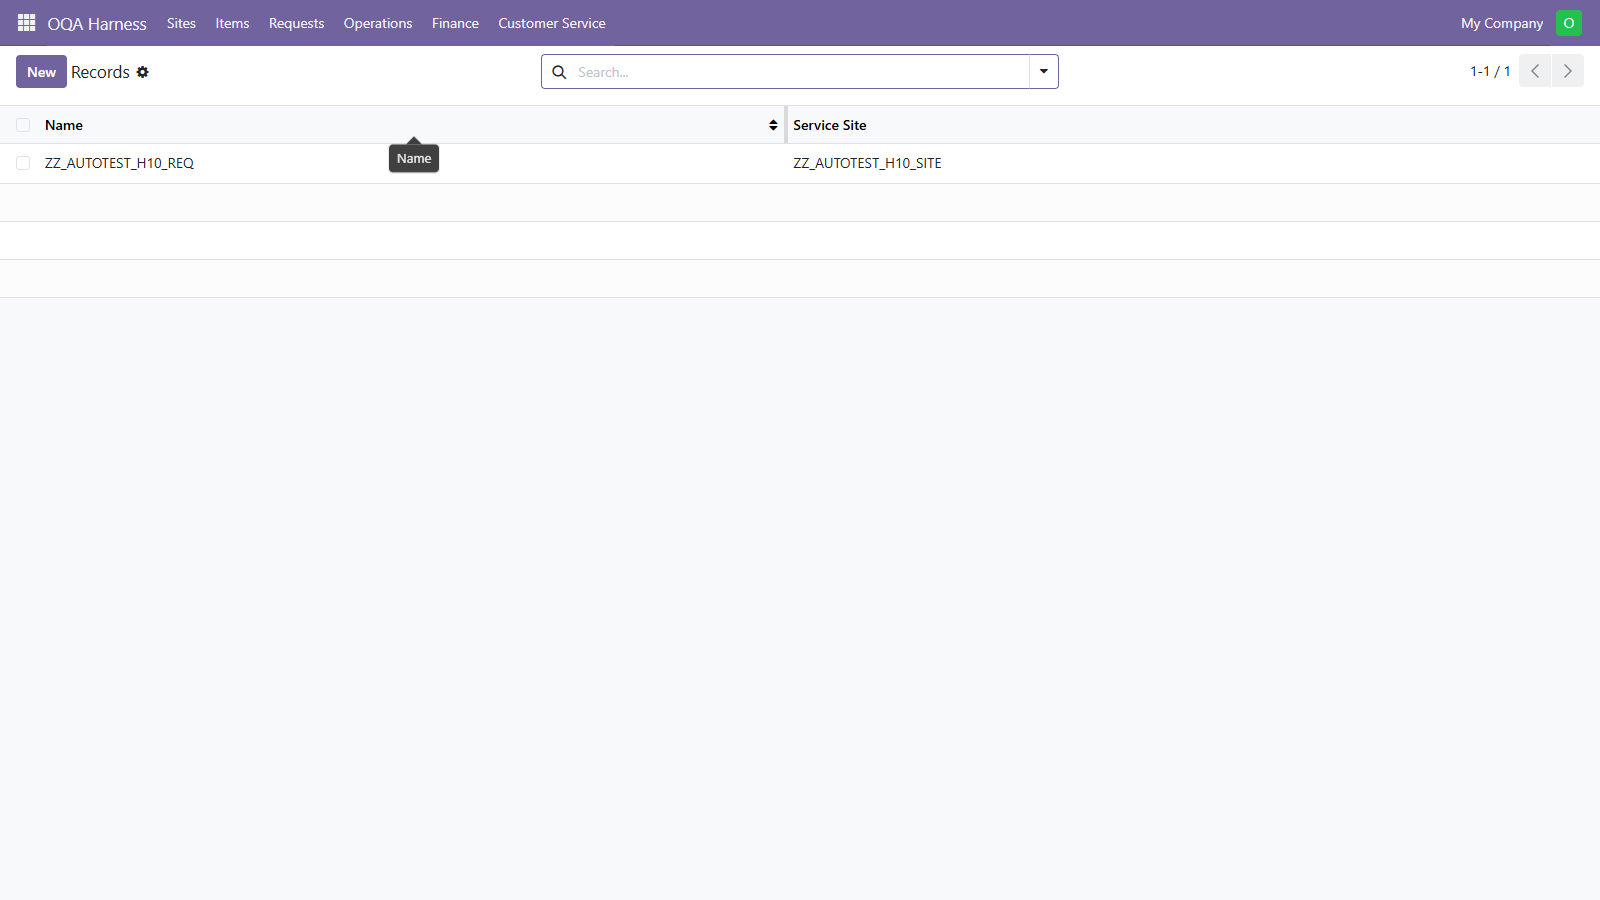 OQA Harness Sites Items Requests Operations Finance Customer Service My Company O
New Records Search... 1-1 / 1
Name Service Site
Name
ZZ_AUTOTEST_H10_REQ ZZ_AUTOTEST_H10_SITE